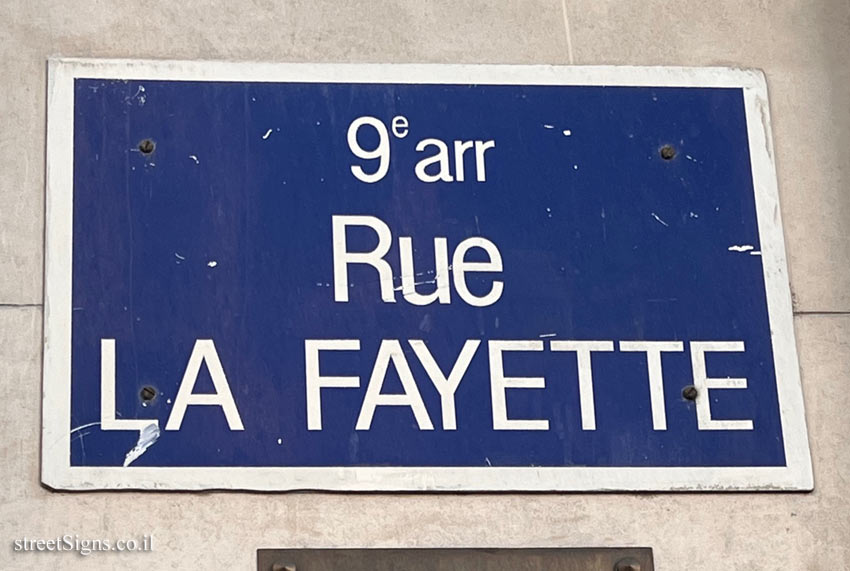 9e arr
Rue
LA FAYETTE
streetSigns.co.il